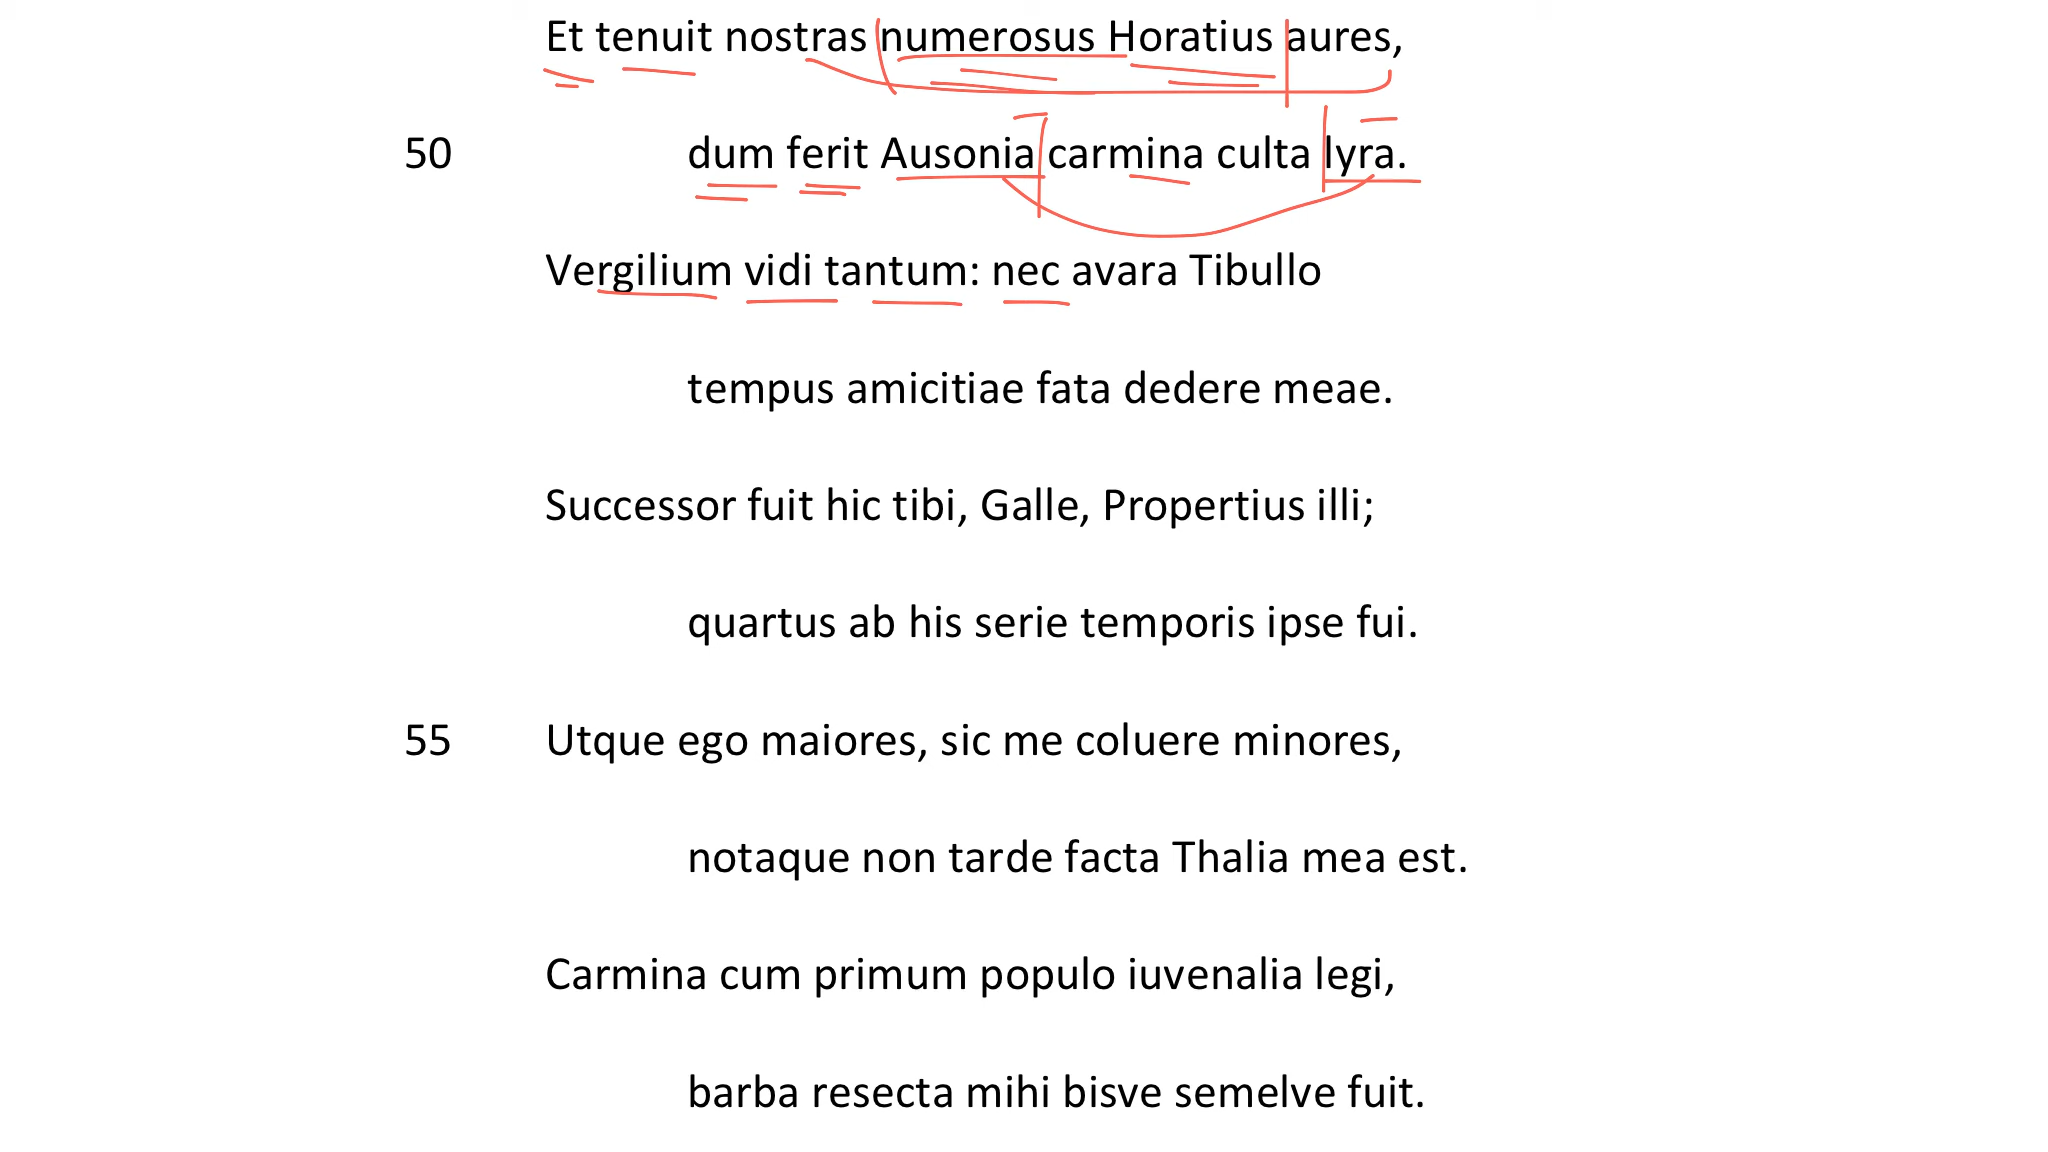 Et tenuit nostras numerosus Horatius aures,
50 dum ferit Ausonia carmina culta lyra.
Vergilium vidi tantum: nec avara Tibullo
tempus amicitiae fata dedere meae.
Successor fuit hic tibi, Galle, Propertius illi;
quartus ab his serie temporis ipse fui.
55 Utque ego maiores, sic me coluere minores,
notaque non tarde facta Thalia mea est.
Carmina cum primum populo iuvenalia legi,
barba resecta mihi bisve semelve fuit.